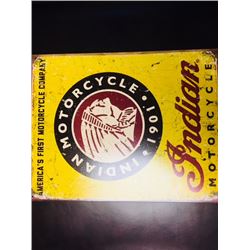 AMERICA'S FIRST MOTORCYCLE COMPANY
INDIAN MOTORCYCLE
1901
Indian
MOTORCYCLE